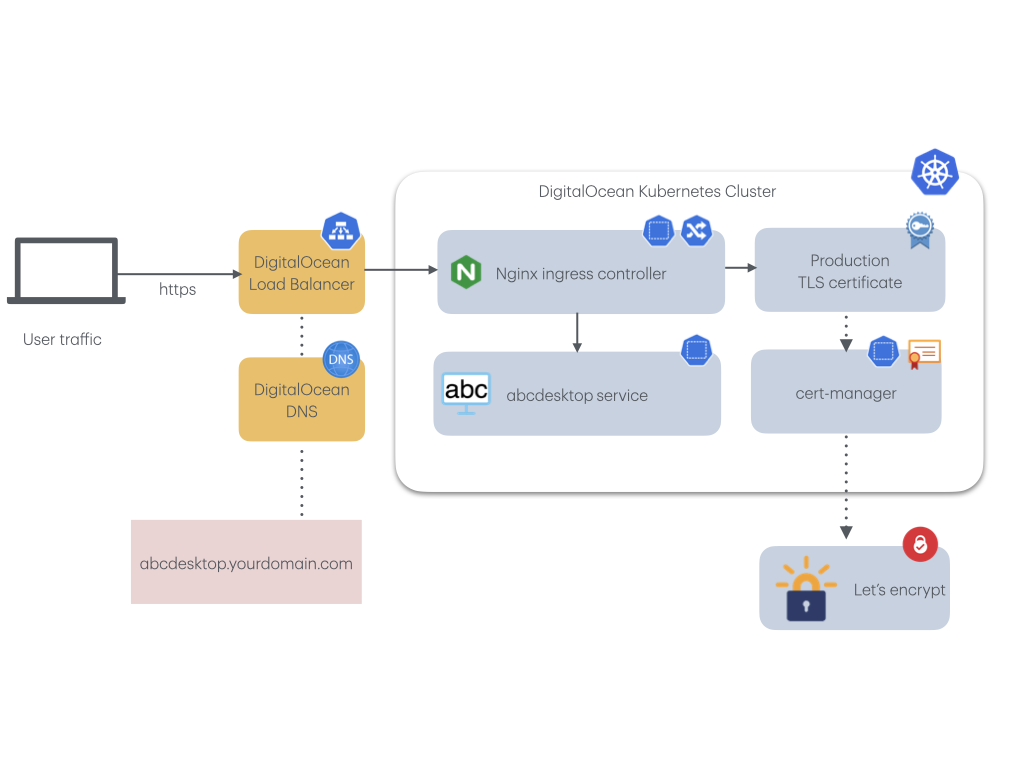 DigitalOcean Kubernetes Cluster
DigitalOcean
Load Balancer
Nginx ingress controller
Production
TLS certificate
https
User traffic
DNS
DigitalOcean
DNS
abc
abcdesktop service
cert-manager
abcdesktop.yourdomain.com
Let’s encrypt